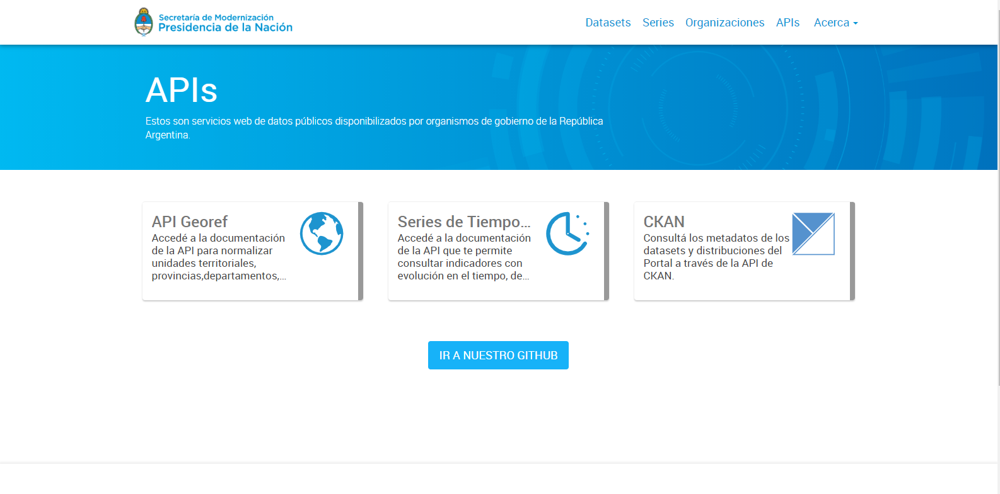 Secretaría de Modernización
Presidencia de la Nación
Datasets Series Organizaciones APIs Acerca
APIs
Estos son servicios web de datos públicos disponibilizados por organismos de gobierno de la República
Argentina.
API Georef
Accedé a la documentación
de la API para normalizar
unidades territoriales,
provincias,departamentos,...
Series de Tiempo...
Accedé a la documentación
de la API que te permite
consultar indicadores con
evolución en el tiempo, de...
CKAN
Consultá los metadatos de los
datasets y distribuciones del
Portal a través de la API de
CKAN.
IR A NUESTRO GITHUB